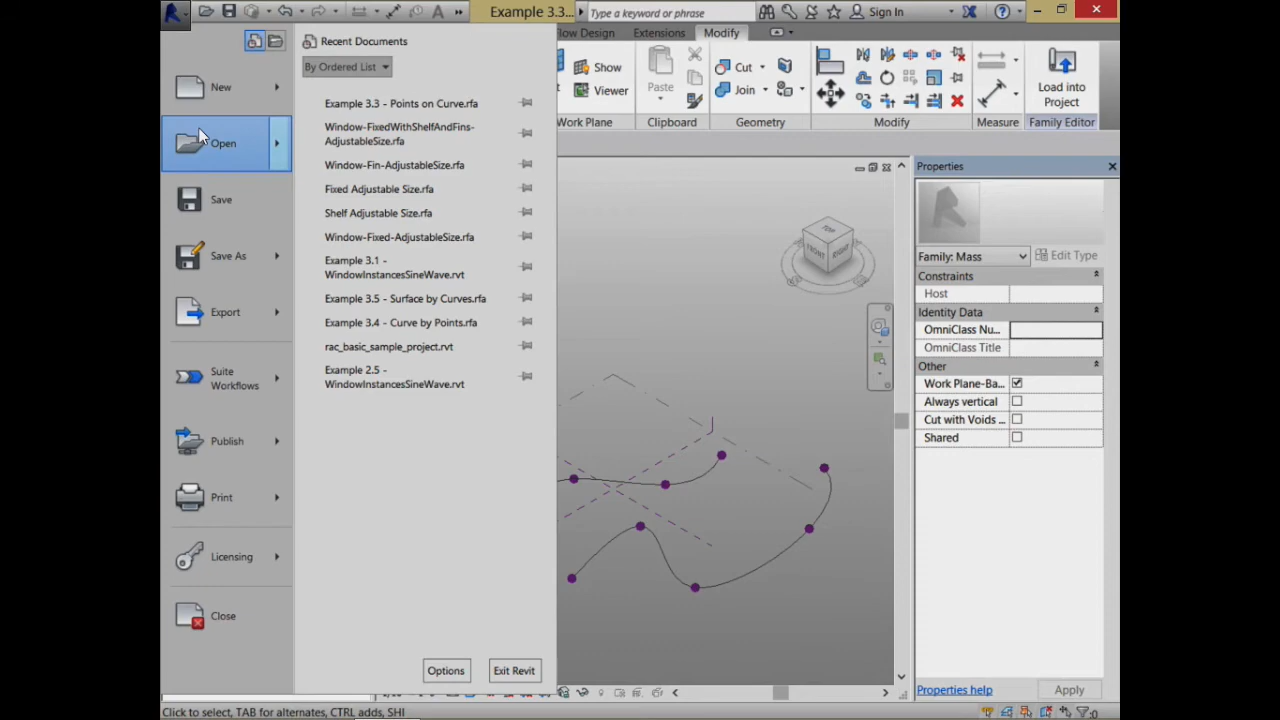 Example 3.3...
Type a keyword or phrase
Sign In
low Design
Extensions
Modify
Recent Documents
By Ordered List
New
Open
Save
Save As
Export
Suite
Workflows
Publish
Print
Licensing
Close
Example 3.3 - Points on Curve.rfa
Window-FixedWithShelfAndFins-
AdjustableSize.rfa
Window-Fin-AdjustableSize.rfa
Fixed Adjustable Size.rfa
Shelf Adjustable Size.rfa
Window-Fixed-AdjustableSize.rfa
Example 3.1 -
WindowInstancesSineWave.rvt
Example 3.5 - Surface by Curves.rfa
Example 3.4 - Curve by Points.rfa
rac_basic_sample_project.rvt
Example 2.5 -
WindowInstancesSineWave.rvt
Options
Exit Revit
Show
Viewer
Work Plane
Paste
Clipboard
Cut
Join
Geometry
Modify
Measure
Load into
Project
Family Editor
TOP
FRONT
RIGHT
Properties
Family: Mass
Edit Type
Constraints
Host
Identity Data
OmniClass Nu...
OmniClass Title
Other
Work Plane-Ba...
Always vertical
Cut with Voids ...
Shared
Properties help
Apply
Click to select, TAB for alternates, CTRL adds, SHI
:0